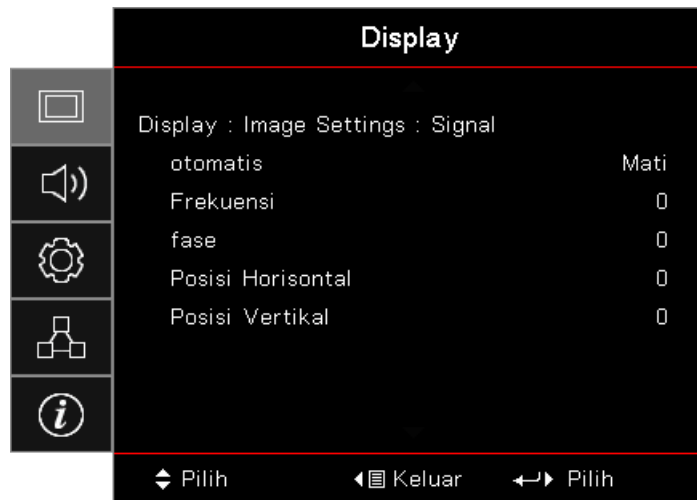 Display
Display : Image Settings : Signal
otomatis Mati
Frekuensi 0
fase 0
Posisi Horisontal 0
Posisi Vertikal 0
Pilih Keluar Pilih